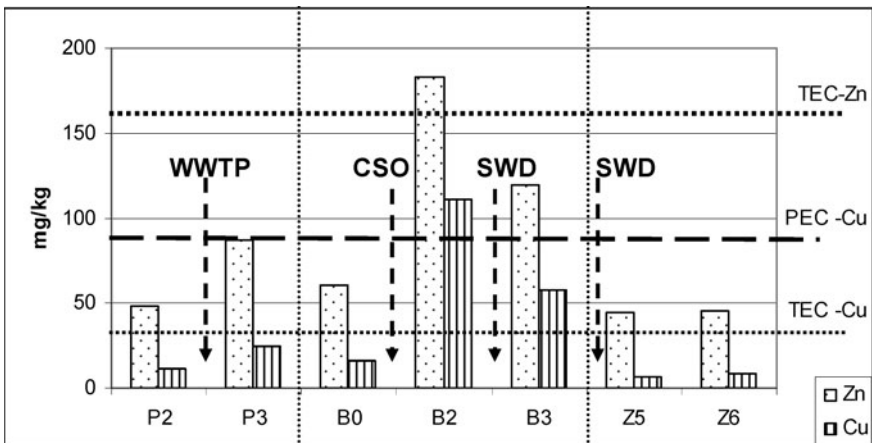 200
TEC-Zn
150
WWTP CSO SWD SWD
mg/kg
100
PEC -Cu
50
TEC -Cu
0
P2 P3 B0 B2 B3 Z5 Z6
Zn
Cu